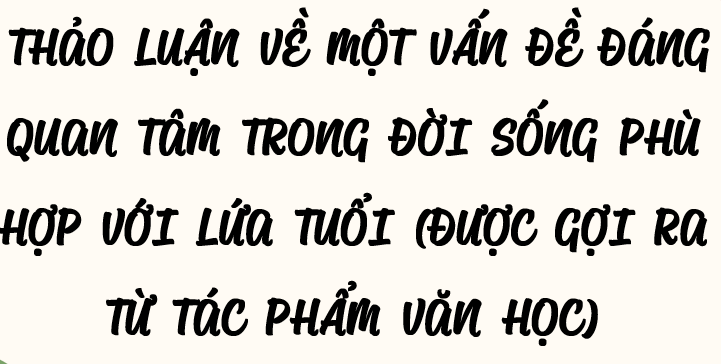 THẢO LUẬN VỀ MỘT VẤN ĐỀ ĐÁNG
QUAN TÂM TRONG ĐỜI SỐNG PHÙ
HỢP VỚI LỨA TUỔI (ĐƯỢC GỢI RA
TỪ TÁC PHẨM VĂN HỌC)